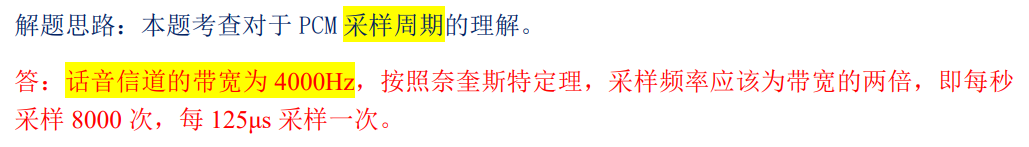 解题思路：本题考查对于 PCM 采样周期的理解。
答：话音信道的带宽为 4000Hz，按照奈奎斯特定理，采样频率应该为带宽的两倍，即每秒
采样 8000 次，每 125μs 采样一次。